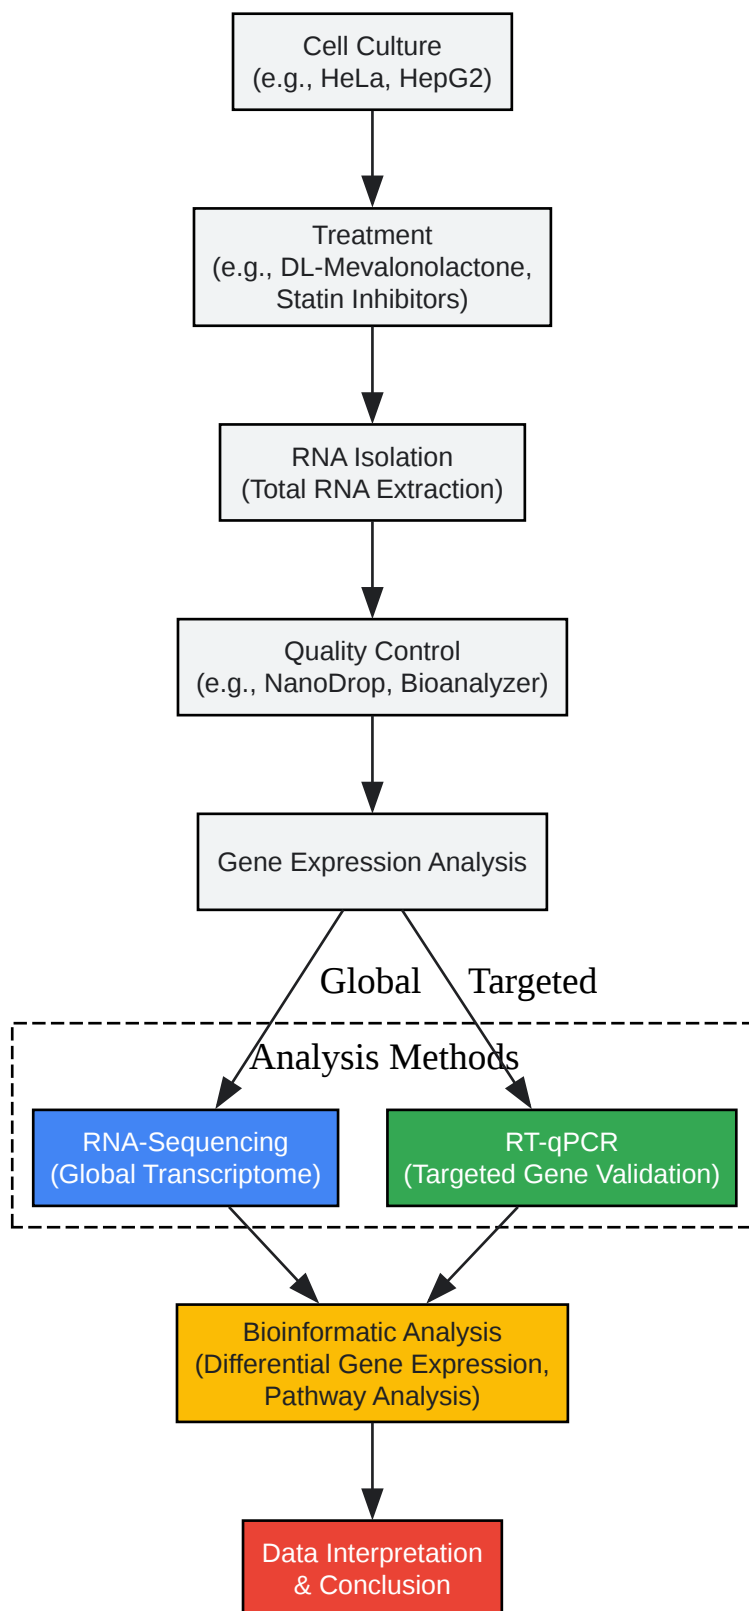 Cell Culture
(e.g., HeLa, HepG2)
Treatment
(e.g., DL-Mevalonolactone,
Statin Inhibitors)
RNA Isolation
(Total RNA Extraction)
Quality Control
(e.g., NanoDrop, Bioanalyzer)
Gene Expression Analysis
Global
Targeted
Analysis Methods
RNA-Sequencing
(Global Transcriptome)
RT-qPCR
(Targeted Gene Validation)
Bioinformatic Analysis
(Differential Gene Expression,
Pathway Analysis)
Data Interpretation
& Conclusion